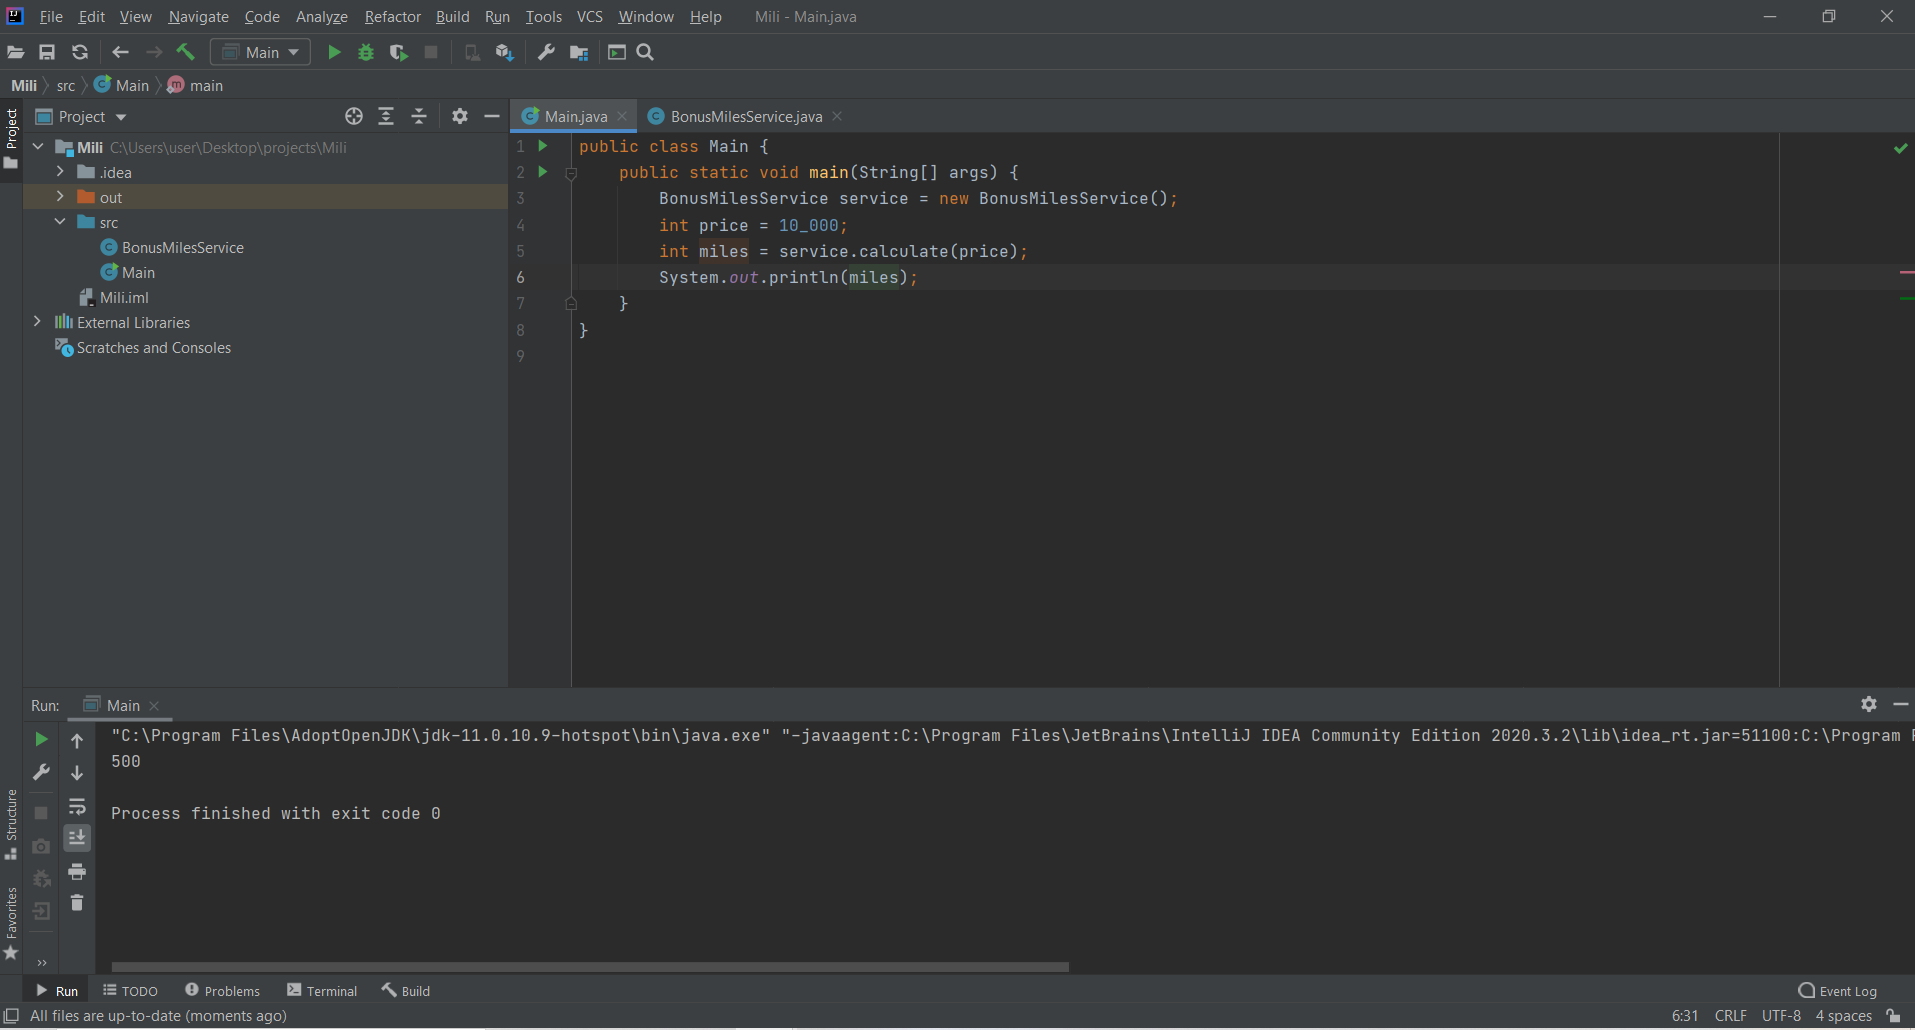 File Edit View Navigate Code Analyze Refactor Build Run Tools VCS Window Help Mili - Main.java
Main
Mili src Main main
Project
Project
Main.java
BonusMilesService.java
Mili C:\Users\user\Desktop\projects\Mili
.idea
out
src
BonusMilesService
Main
Mili.iml
External Libraries
Scratches and Consoles
1 public class Main {
2 public static void main(String[] args) {
3 BonusMilesService service = new BonusMilesService();
4 int price = 10_000;
5 int miles = service.calculate(price);
6 System.out.println(miles);
7 }
8 }
9
Run: Main
"C:\Program Files\AdoptOpenJDK\jdk-11.0.10.9-hotspot\bin\java.exe" "-javaagent:C:\Program Files\JetBrains\IntelliJ IDEA Community Edition 2020.3.2\lib\idea_rt.jar=51100:C:\Program
500
Process finished with exit code 0
Structure
Favorites
Run TODO Problems Terminal Build Event Log
All files are up-to-date (moments ago) 6:31 CRLF UTF-8 4 spaces